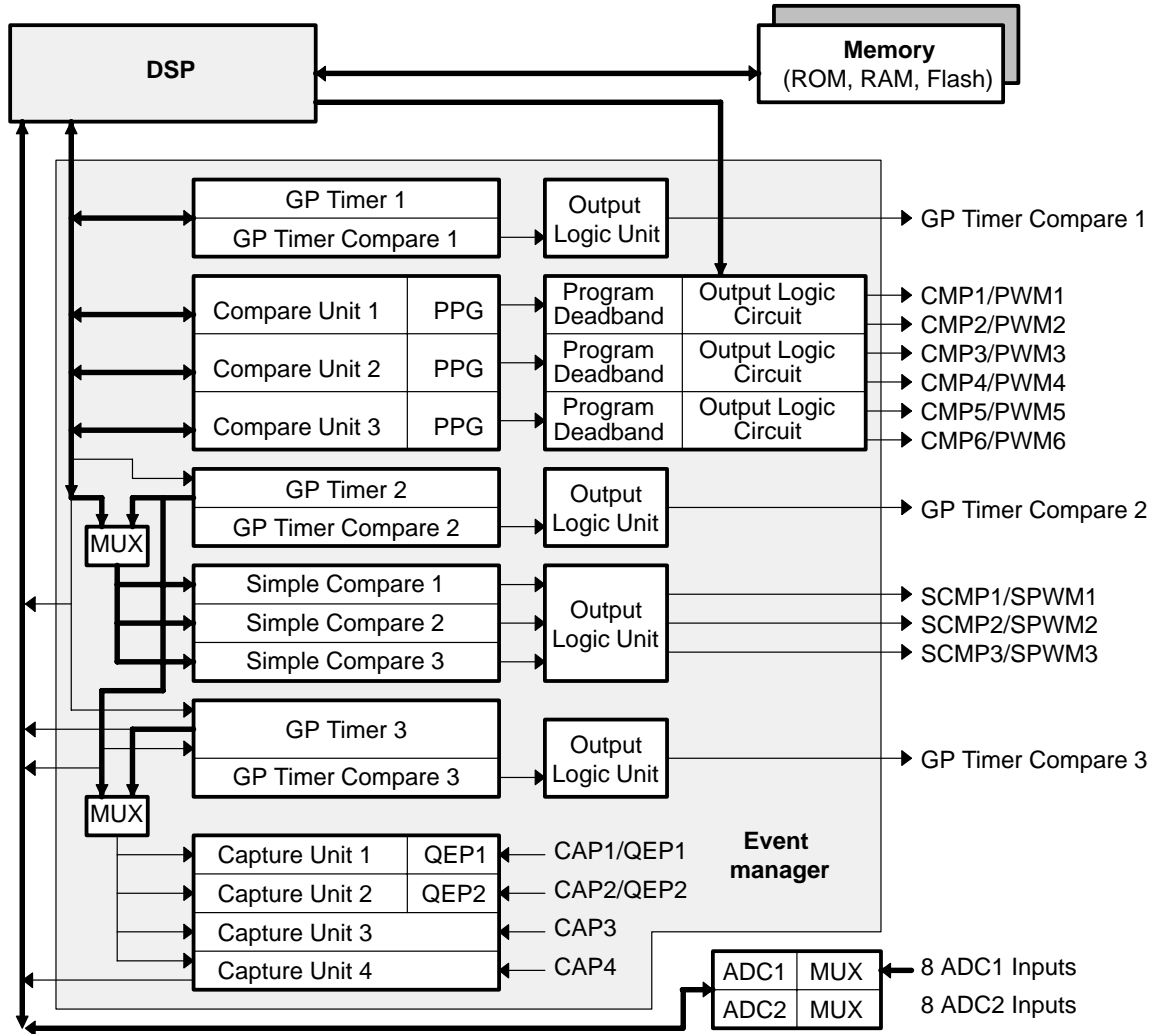 DSP
Memory
(ROM, RAM, Flash)
GP Timer 1
GP Timer Compare 1
Output
Logic Unit
GP Timer Compare 1
Compare Unit 1
PPG
Program
Deadband
Output Logic
Circuit
CMP1/PWM1
CMP2/PWM2
Compare Unit 2
PPG
Program
Deadband
Output Logic
Circuit
CMP3/PWM3
CMP4/PWM4
Compare Unit 3
PPG
Program
Deadband
Output Logic
Circuit
CMP5/PWM5
CMP6/PWM6
GP Timer 2
GP Timer Compare 2
Output
Logic Unit
GP Timer Compare 2
MUX
Simple Compare 1
Simple Compare 2
Simple Compare 3
Output
Logic Unit
SCMP1/SPWM1
SCMP2/SPWM2
SCMP3/SPWM3
GP Timer 3
GP Timer Compare 3
Output
Logic Unit
GP Timer Compare 3
MUX
Capture Unit 1
QEP1
CAP1/QEP1
Capture Unit 2
QEP2
CAP2/QEP2
Capture Unit 3
CAP3
Capture Unit 4
CAP4
Event
manager
ADC1
MUX
8 ADC1 Inputs
ADC2
MUX
8 ADC2 Inputs